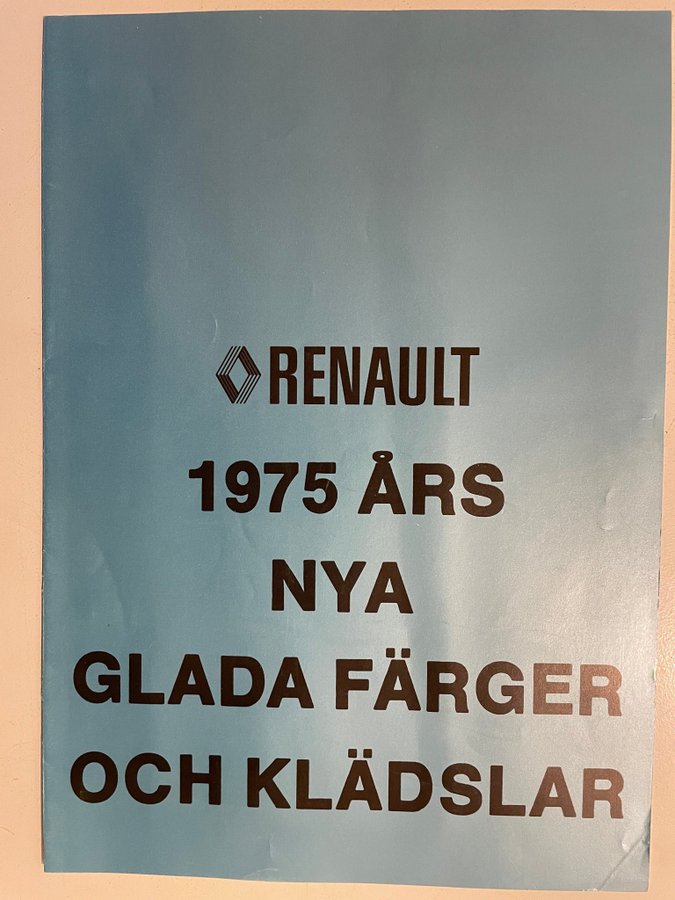 RENAULT
1975 ÅRS
NYA
GLADA FÄRGER
OCH KLÄDSLAR